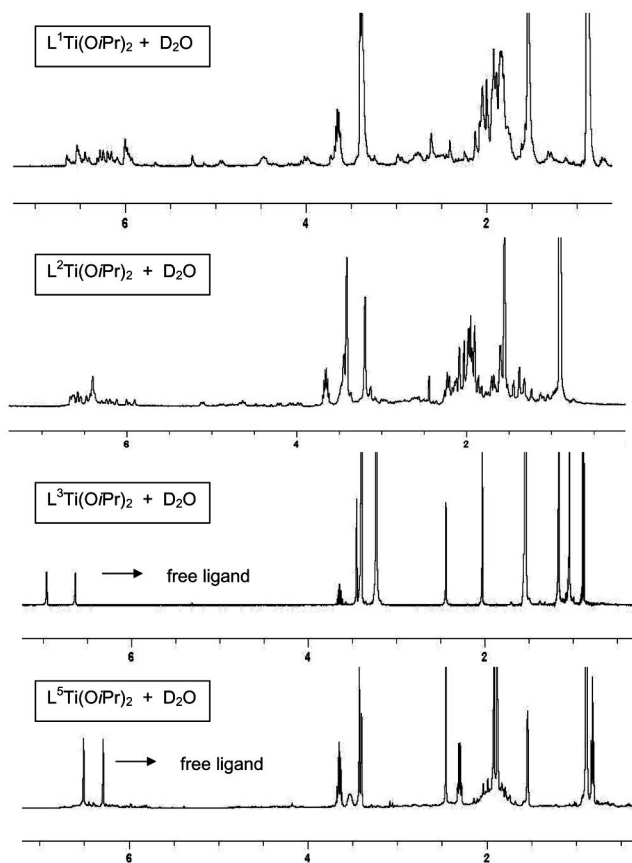 L¹Ti(OiPr)₂ + D₂O
6 4 2
L²Ti(OiPr)₂ + D₂O
6 4 2
L³Ti(OiPr)₂ + D₂O
free ligand
6 4 2
L⁵Ti(OiPr)₂ + D₂O
free ligand
6 4 2